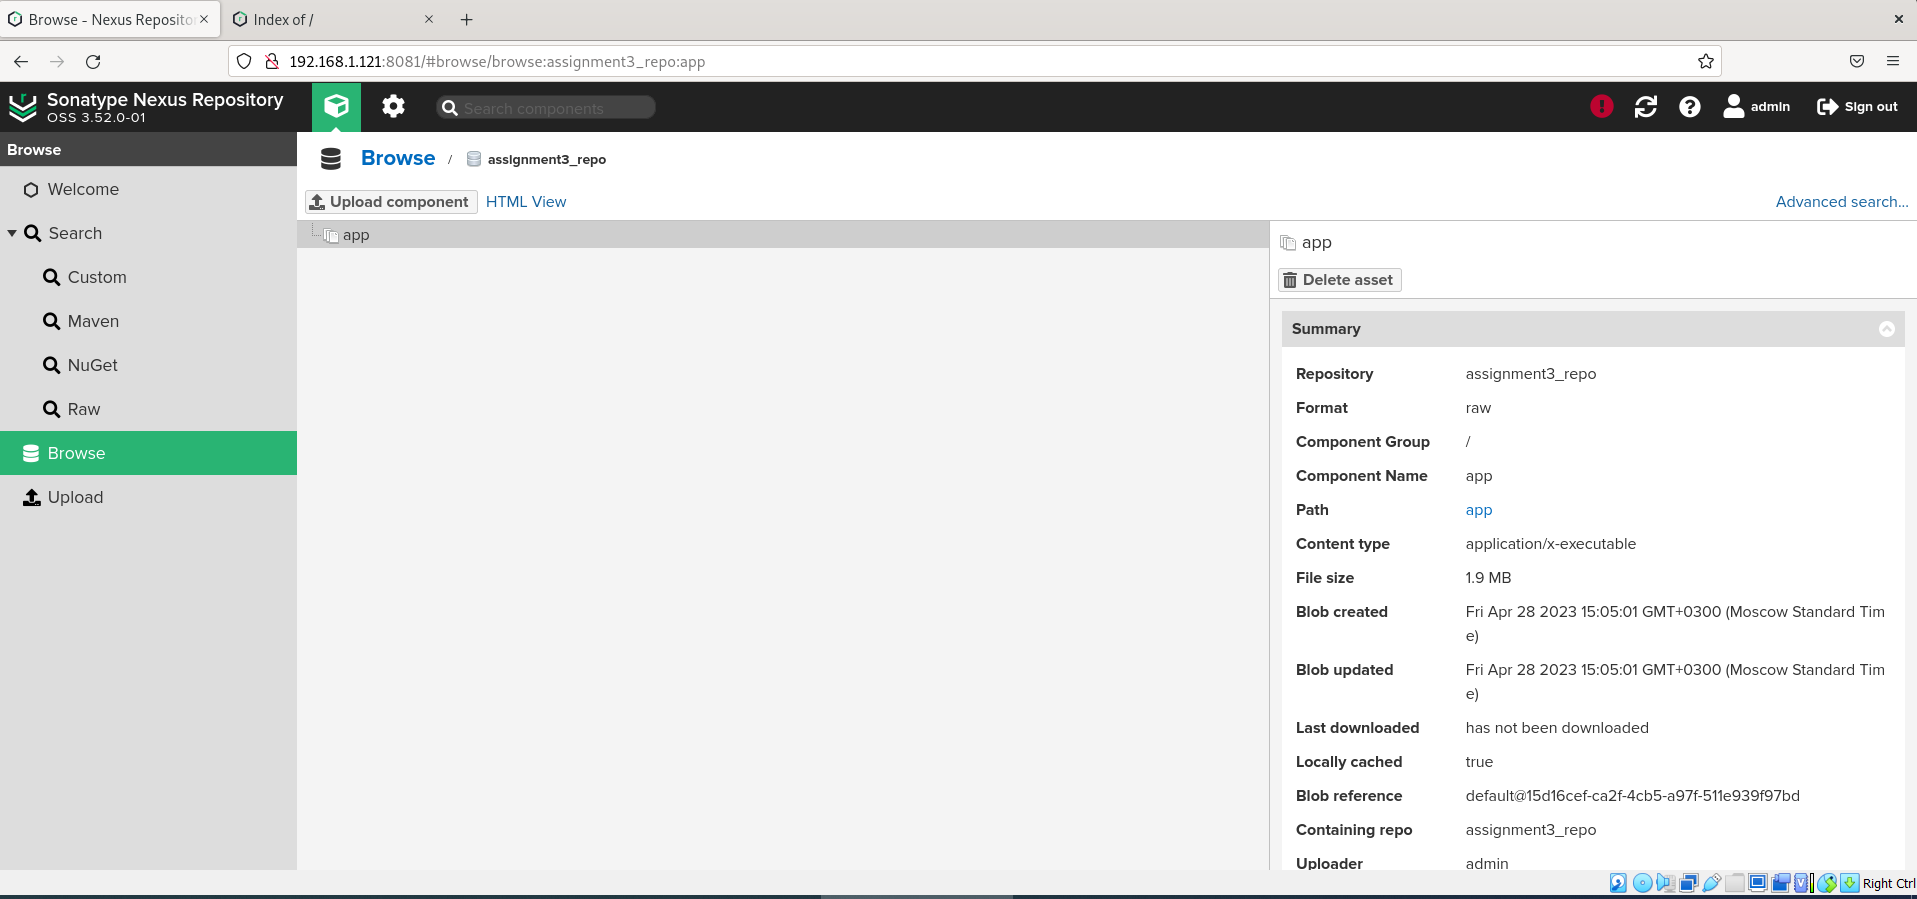 Browse - Nexus Reposito
Index of /
192.168.1.121:8081/#browse/browse:assignment3_repo:app
Sonatype Nexus Repository
OSS 3.52.0-01
Search components
admin
Sign out
Browse
Welcome
Search
Custom
Maven
NuGet
Raw
Browse
Upload
Browse / assignment3_repo
Upload component
HTML View
Advanced search...
app
app
Delete asset
Summary
Repository assignment3_repo
Format raw
Component Group /
Component Name app
Path app
Content type application/x-executable
File size 1.9 MB
Blob created Fri Apr 28 2023 15:05:01 GMT+0300 (Moscow Standard Tim
e)
Blob updated Fri Apr 28 2023 15:05:01 GMT+0300 (Moscow Standard Tim
e)
Last downloaded has not been downloaded
Locally cached true
Blob reference default@15d16cef-ca2f-4cb5-a97f-511e939f97bd
Containing repo assignment3_repo
Uploader admin
Right Ctrl